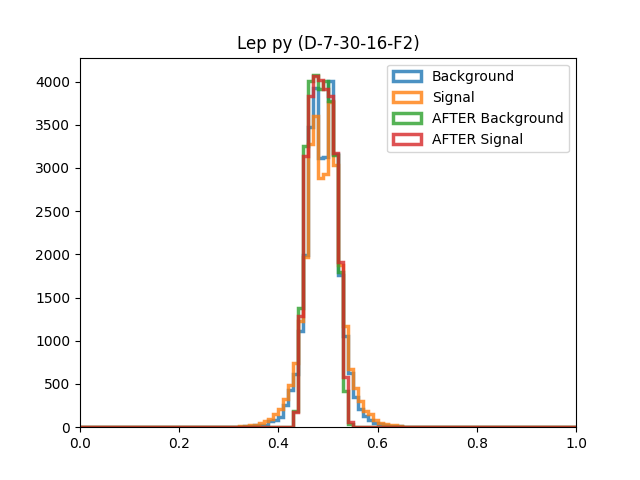 Lep py (D-7-30-16-F2)
Background
Signal
AFTER Background
AFTER Signal
4000
3500
3000
2500
2000
1500
1000
500
0
0.0 0.2 0.4 0.6 0.8 1.0